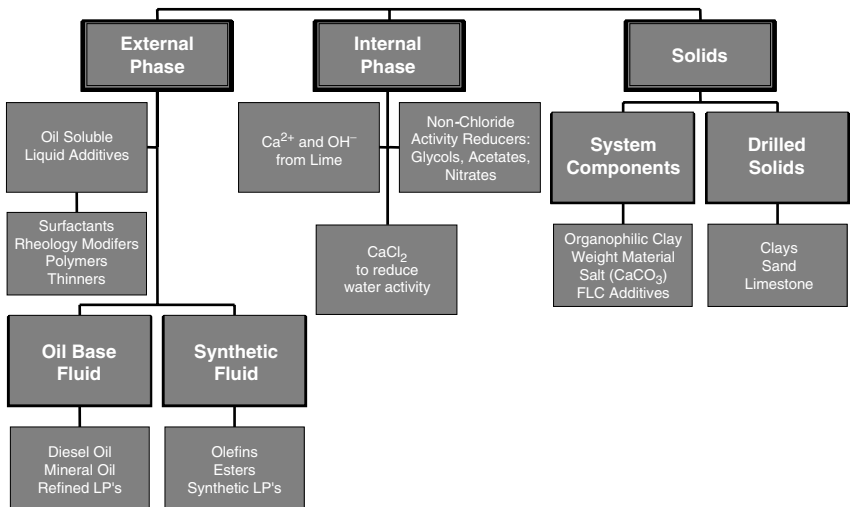 External
Phase
Internal
Phase
Solids
Oil Soluble
Liquid Additives
Ca²⁺ and OH⁻
from Lime
Non-Chloride
Activity Reducers:
Glycols, Acetates,
Nitrates
System
Components
Drilled
Solids
Surfactants
Rheology Modifers
Polymers
Thinners
CaCl₂
to reduce
water activity
Organophilic Clay
Weight Material
Salt (CaCO₃)
FLC Additives
Clays
Sand
Limestone
Oil Base
Fluid
Synthetic
Fluid
Diesel Oil
Mineral Oil
Refined LP's
Olefins
Esters
Synthetic LP's